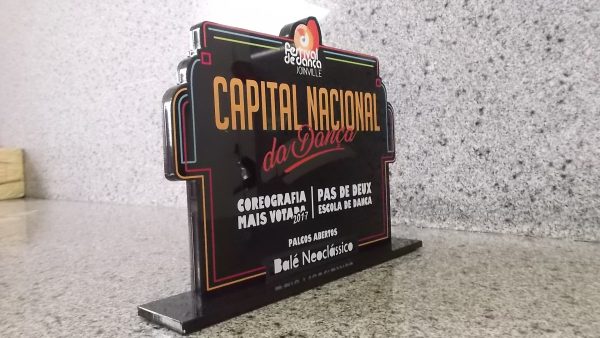 festival
de dança
JOINVILLE
CAPITAL NACIONAL
da Dança
COREOGRAFIA
MAIS VOTADA
2017
PAS DE DEUX
ESCOLA DE DANÇA
PALCOS ABERTOS
Balé Neoclássico